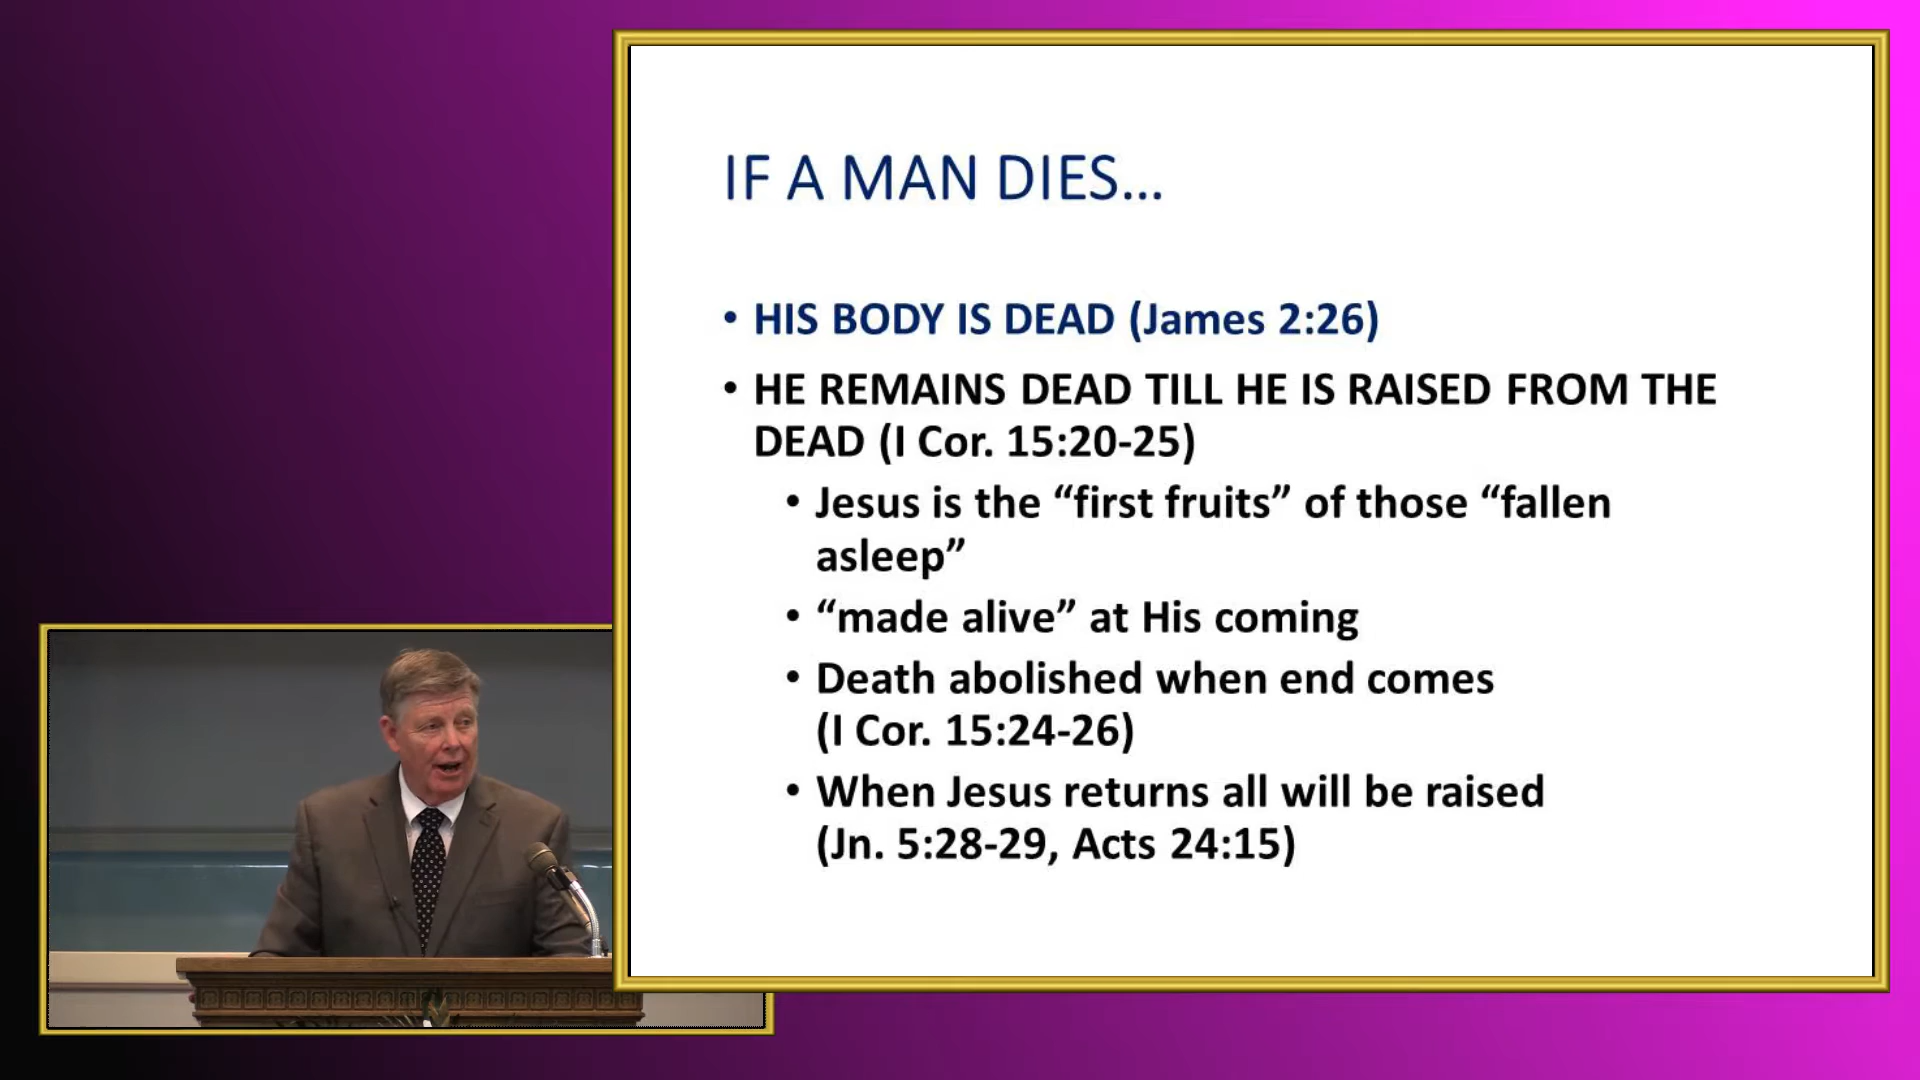 IF A MAN DIES...
• HIS BODY IS DEAD (James 2:26)
• HE REMAINS DEAD TILL HE IS RAISED FROM THE
DEAD (I Cor. 15:20-25)
• Jesus is the “first fruits” of those “fallen
asleep”
• “made alive” at His coming
• Death abolished when end comes
(I Cor. 15:24-26)
• When Jesus returns all will be raised
(Jn. 5:28-29, Acts 24:15)